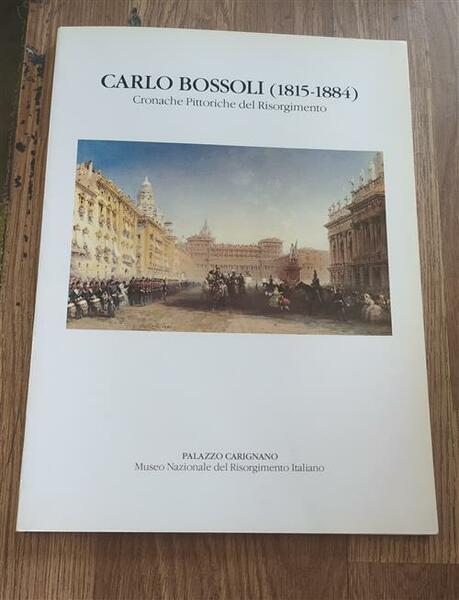 CARLO BOSSOLI (1815-1884)
Cronache Pittoriche del Risorgimento
PALAZZO CARIGNANO
Museo Nazionale del Risorgimento Italiano